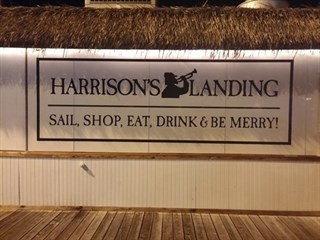 HARRISON'S LANDING
SAIL, SHOP, EAT, DRINK & BE MERRY!